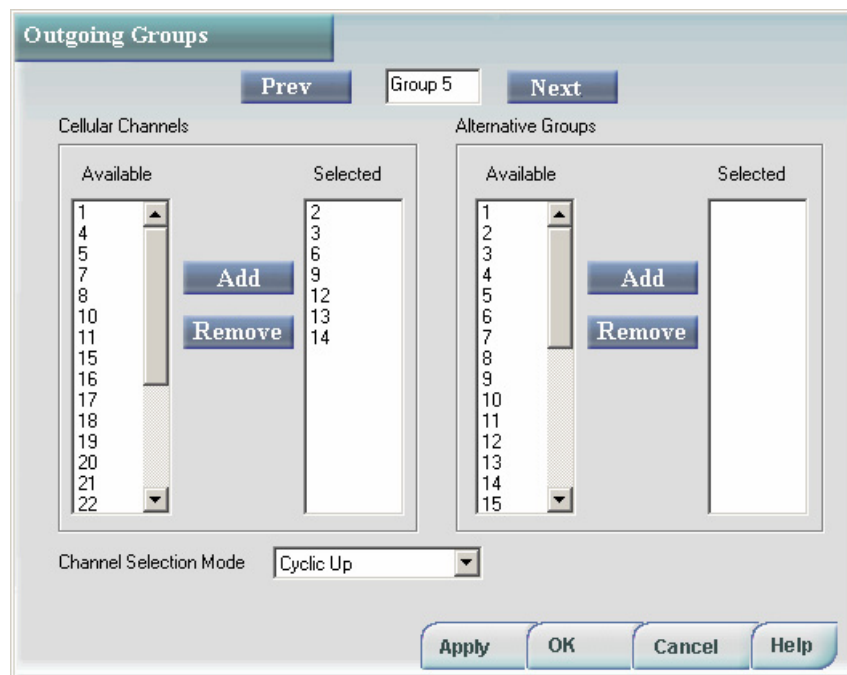 Outgoing Groups
Prev
Group 5
Next
Cellular Channels
Available
Selected
1
4
5
7
8
10
11
15
16
17
18
19
20
21
22
Add
Remove
2
3
6
9
12
13
14
Alternative Groups
Available
Selected
1
2
3
4
5
6
7
8
9
10
11
12
13
14
15
Add
Remove
Channel Selection Mode
Cyclic Up
Apply
OK
Cancel
Help